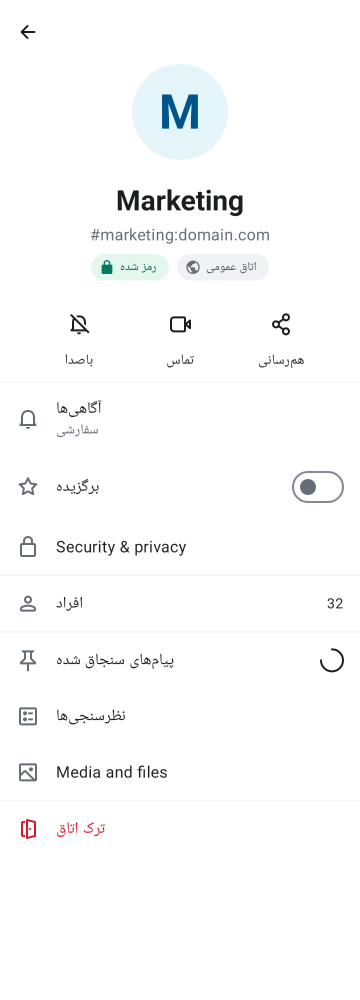 M
Marketing
#marketing:domain.com
رمز شده
اتاق عمومی
باصدا
تماس
هم‌رسانی
آگاهی‌ها
سفارشی
برگزیده
Security & privacy
افراد
32
پیام‌های سنجاق شده
نظرسنجی‌ها
Media and files
ترک اتاق